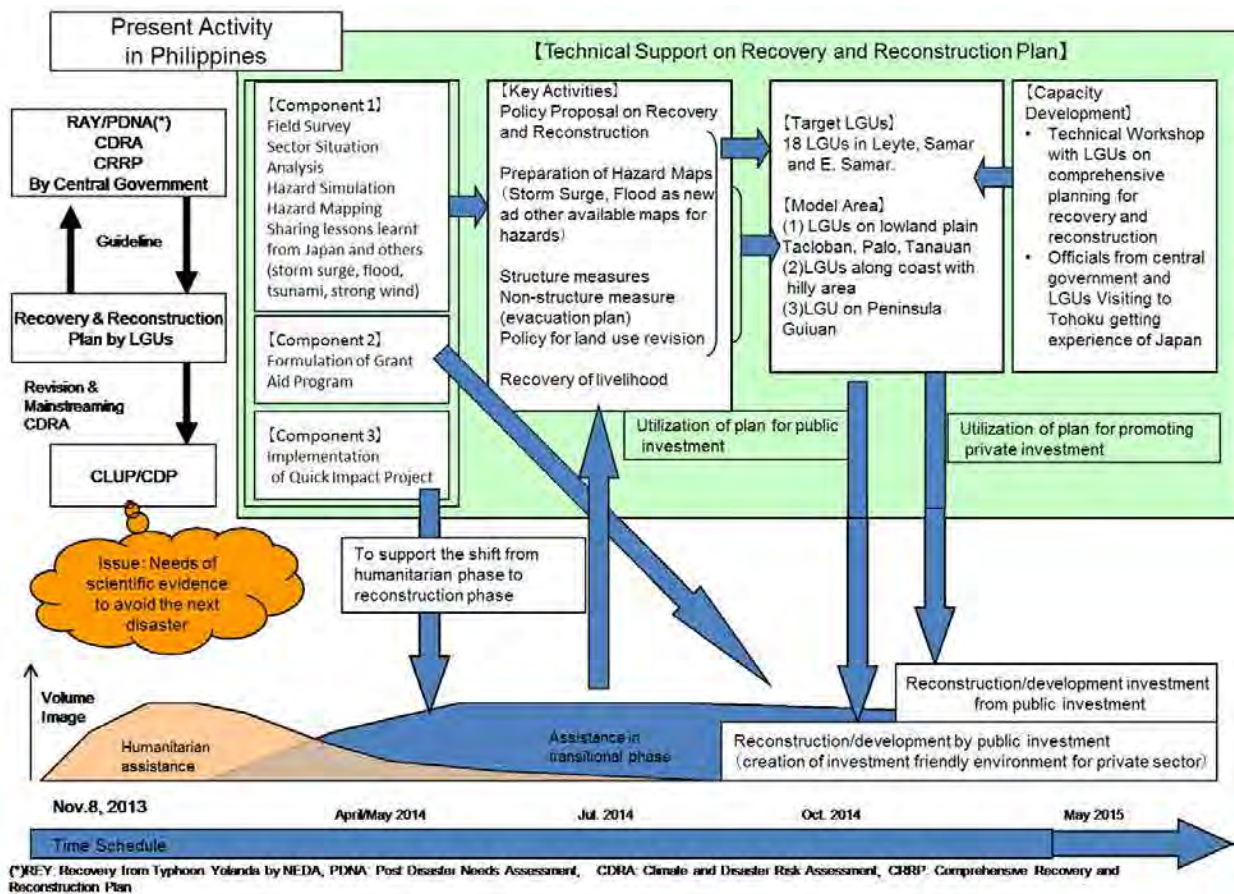 Present Activity
in Philippines
【Technical Support on Recovery and Reconstruction Plan】
RAY/PDNA(*)
CDRA
CRRP
By Central Government
Guideline
Recovery & Reconstruction
Plan by LGUs
Revision &
Mainstreaming
CDRA
CLUP/CDP
Issue: Needs of
scientific evidence
to avoid the next
disaster
【Component 1】
Field Survey
Sector Situation
Analysis
Hazard Simulation
Hazard Mapping
Sharing lessons learnt
from Japan and others
(storm surge, flood,
tsunami, strong wind)
【Component 2】
Formulation of Grant
Aid Program
【Component 3】
Implementation
of Quick Impact Project
【Key Activities】
Policy Proposal on Recovery
and Reconstruction
Preparation of Hazard Maps
(Storm Surge, Flood as new
ad other available maps for
hazards)
Structure measures
Non-structure measure
(evacuation plan)
Policy for land use revision
Recovery of livelihood
【Target LGUs】
18 LGUs in Leyte, Samar
and E. Samar.
【Model Area】
(1) LGUs on lowland plain
Tacloban, Palo, Tanauan
(2)LGUs along coast with
hilly area
(3)LGU on Peninsula
Guiuan
【Capacity
Development】
• Technical Workshop
with LGUs on
comprehensive
planning for
recovery and
reconstruction
• Officials from central
government and
LGUs Visiting to
Tohoku getting
experience of Japan
Utilization of plan for public
investment
Utilization of plan for promoting
private investment
To support the shift from
humanitarian phase to
reconstruction phase
Volume
Image
Humanitarian
assistance
Assistance in
transitional phase
Reconstruction/development investment
from public investment
Reconstruction/development by public investment
(creation of investment friendly environment for private sector)
Nov.8, 2013
April/May 2014
Jul. 2014
Oct. 2014
May 2015
Time Schedule
(*)REY: Recovery from Typhoon Yolanda by NEDA, PDNA: Post Disaster Needs Assessment, CDRA: Climate and Disaster Risk Assessment, CRRP: Comprehensive Recovery and
Reconstruction Plan